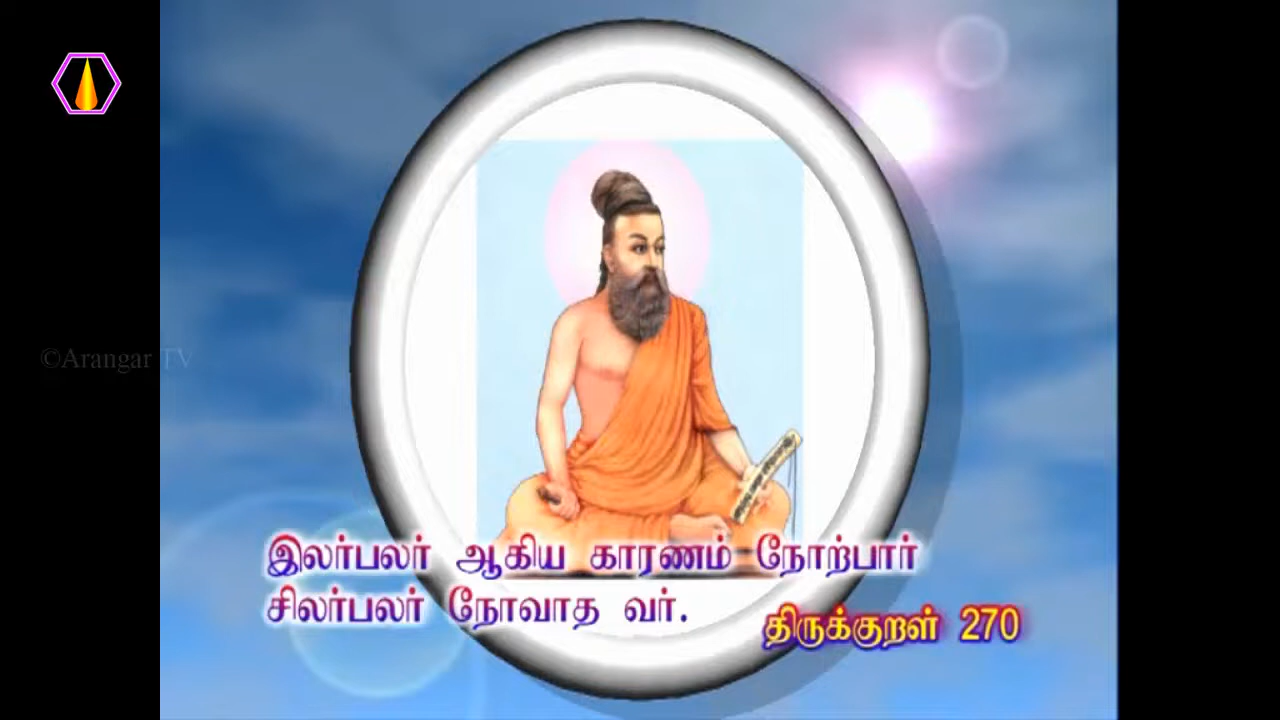 ©Arangar TV
இலர்பலர் ஆகிய காரணம் நோற்பார்
சிலர்பலர் நோவாத வர்.
திருக்குறள் 270